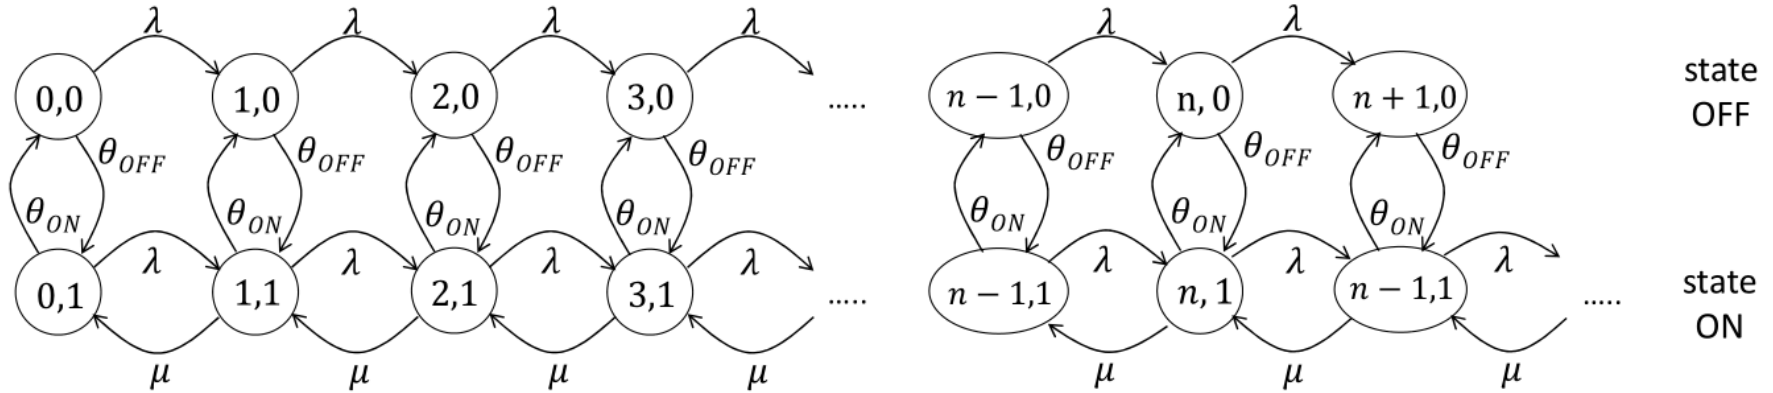 λ λ λ λ λ λ
0,0 1,0 2,0 3,0 ..... n − 1,0 n, 0 n + 1,0 state OFF
θOFF θOFF θOFF θOFF θOFF θOFF θOFF
θON θON θON θON θON θON θON
λ λ λ λ λ λ λ
0,1 1,1 2,1 3,1 ..... n − 1,1 n, 1 n − 1,1 ..... state ON
μ μ μ μ μ μ μ